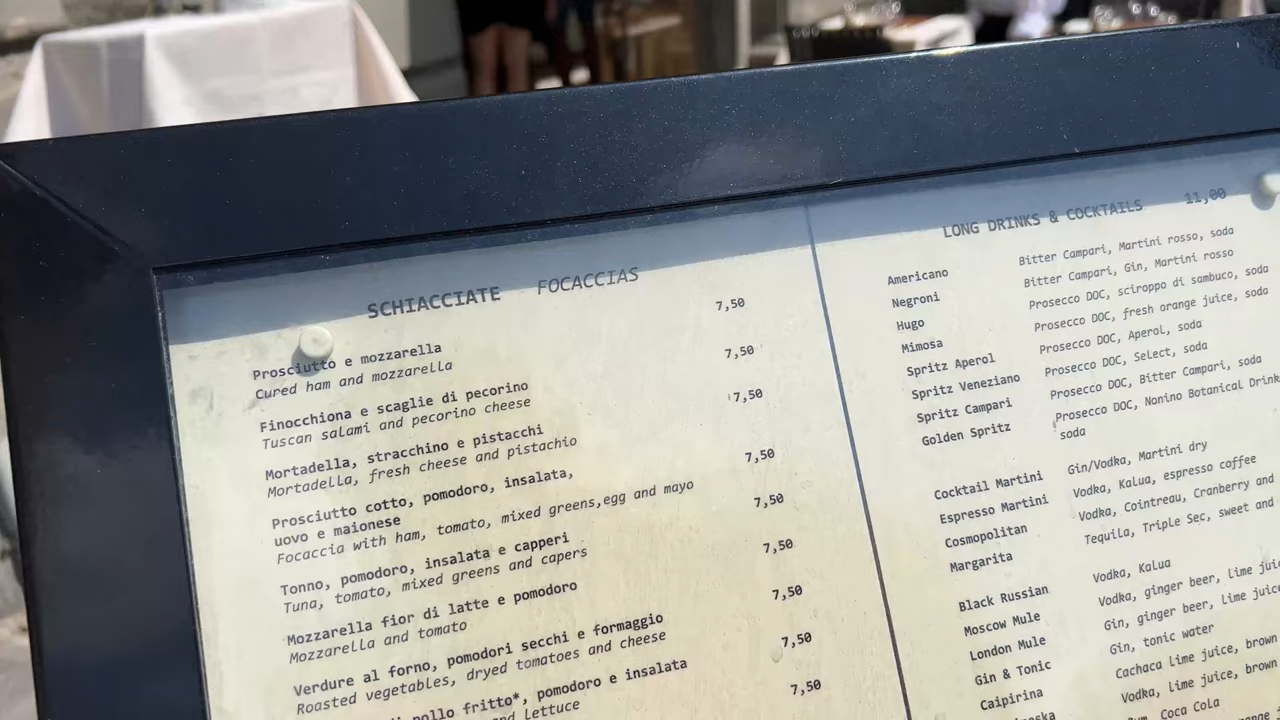 SCHIACCIATE FOCACCIAS
7,50
Prosciutto e mozzarella
Cured ham and mozzarella
7,50
Finocchiona e scaglie di pecorino
Tuscan salami and pecorino cheese
7,50
Mortadella, stracchino e pistacchi
Mortadella, fresh cheese and pistachio
7,50
Prosciutto cotto, pomodoro, insalata,
uovo e maionese
Focaccia with ham, tomato, mixed greens,egg and mayo
7,50
Tonno, pomodoro, insalata e capperi
Tuna, tomato, mixed greens and capers
7,50
Mozzarella fior di latte e pomodoro
Mozzarella and tomato
7,50
Verdure al forno, pomodori secchi e formaggio
Roasted vegetables, dryed tomatoes and cheese
7,50
pollo fritto*, pomodoro e insalata
and Lettuce
7,50
LONG DRINKS & COCKTAILS 11,00
Americano Bitter Campari, Martini rosso, soda
Negroni Bitter Campari, Gin, Martini rosso
Hugo Prosecco DOC, sciroppo di sambuco, soda
Mimosa Prosecco DOC, fresh orange juice, soda
Spritz Aperol Prosecco DOC, Aperol, soda
Spritz Veneziano Prosecco DOC, Select, soda
Spritz Campari Prosecco DOC, Bitter Campari, soda
Golden Spritz Prosecco DOC, Nonino Botanical Drink
soda
Cocktail Martini Gin/Vodka, Martini dry
Espresso Martini Vodka, Kalua, espresso coffee
Cosmopolitan Vodka, Cointreau, Cranberry and
Margarita Tequila, Triple Sec, sweet and
Black Russian Vodka, Kalua
Moscow Mule Vodka, ginger beer, lime juice
London Mule Gin, ginger beer, lime juice
Gin & Tonic Gin, tonic water
Caipirina Cachaca lime juice, brown
Vodka, lime juice, brown
Coca Cola